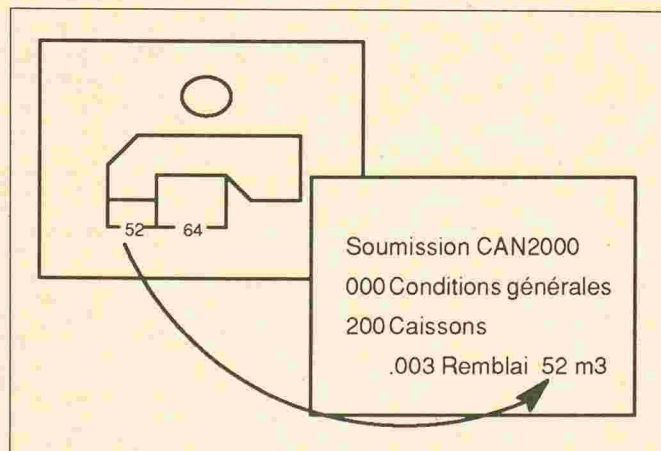 52 64
Soumission CAN2000
000 Conditions générales
200 Caissons
.003 Remblai 52 m3